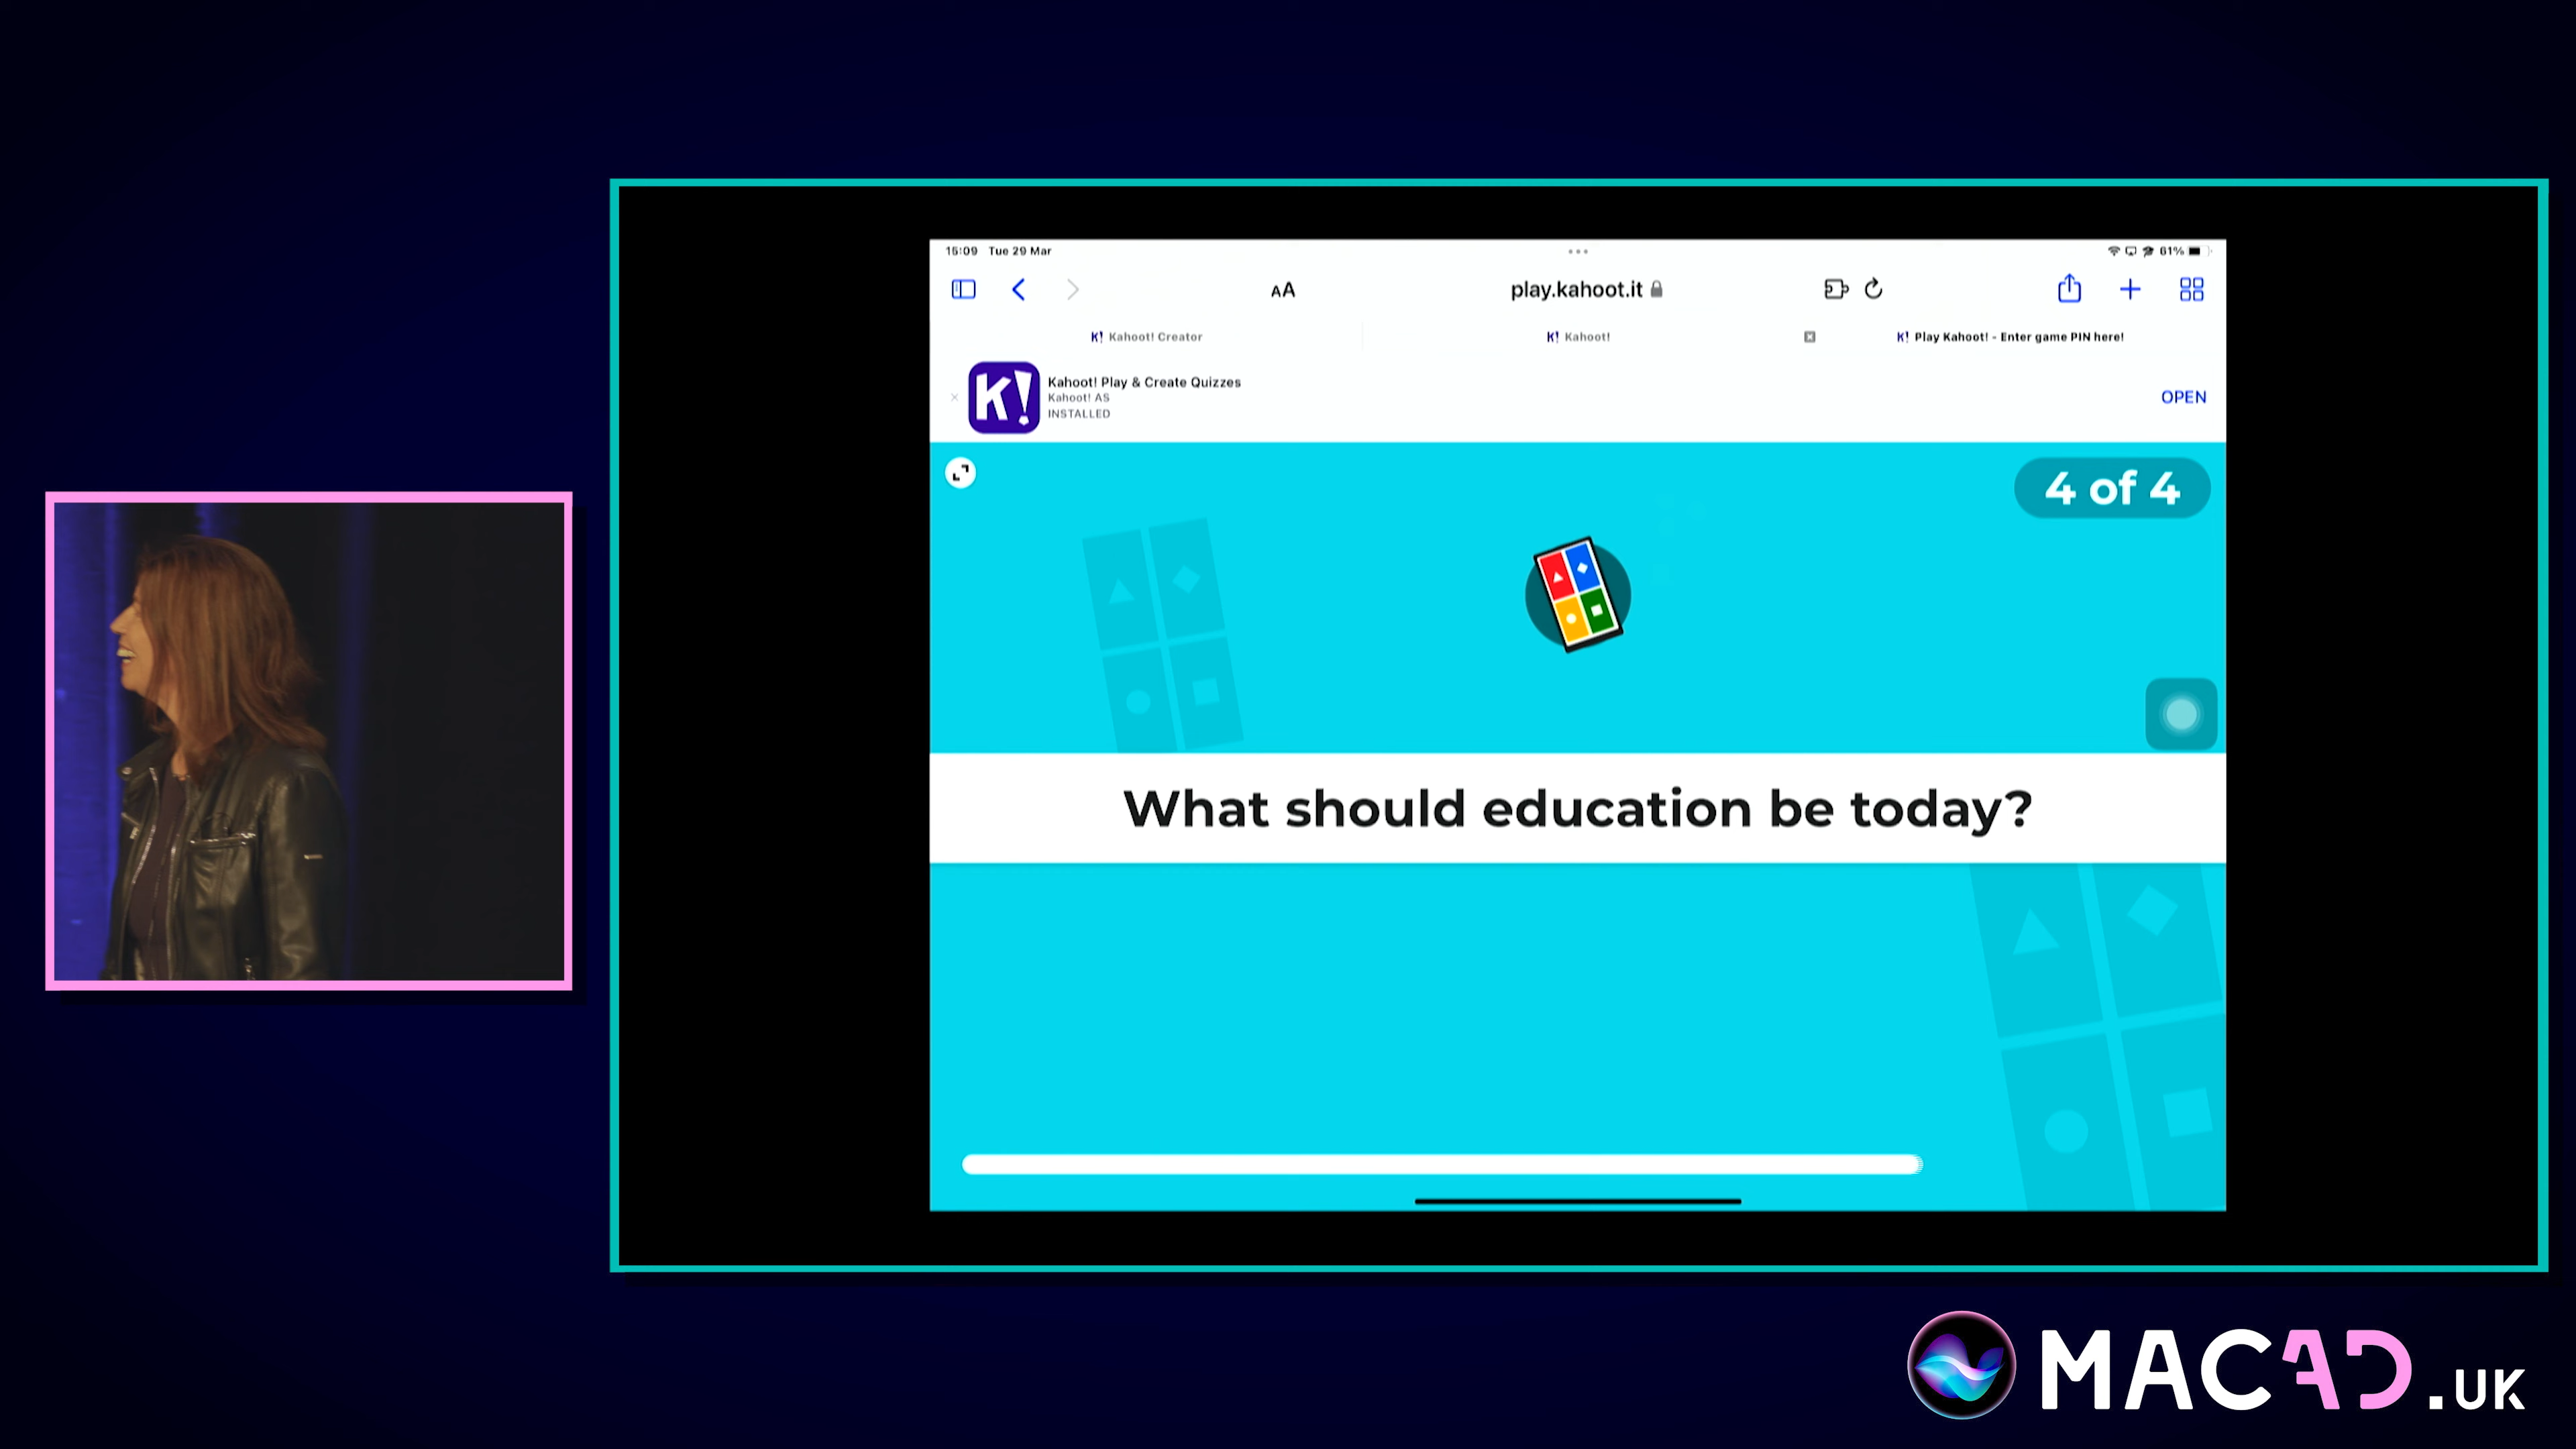 15:09 Tue 29 Mar
61%
AA
play.kahoot.it
K! Kahoot! Creator
K! Kahoot!
K! Play Kahoot! - Enter game PIN here!
K!
Kahoot! Play & Create Quizzes
Kahoot! AS
INSTALLED
OPEN
4 of 4
What should education be today?
MACAD.UK